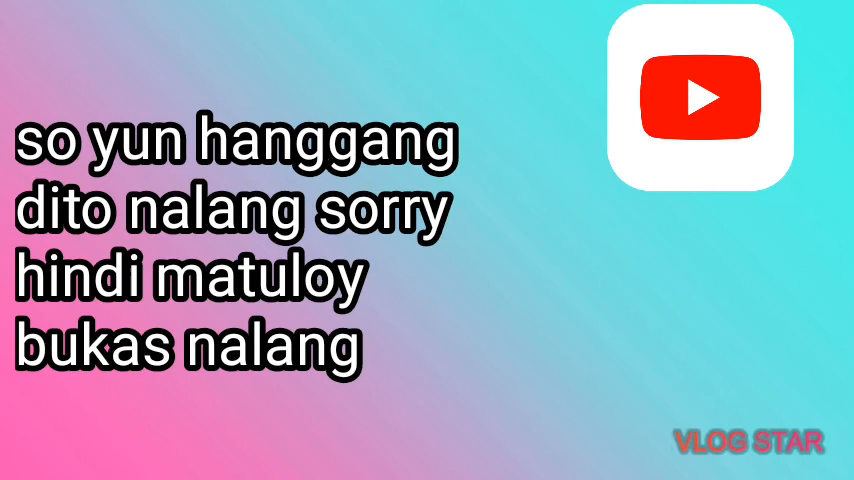 so yun hanggang
dito nalang sorry
hindi matuloy
bukas nalang
VLOG STAR